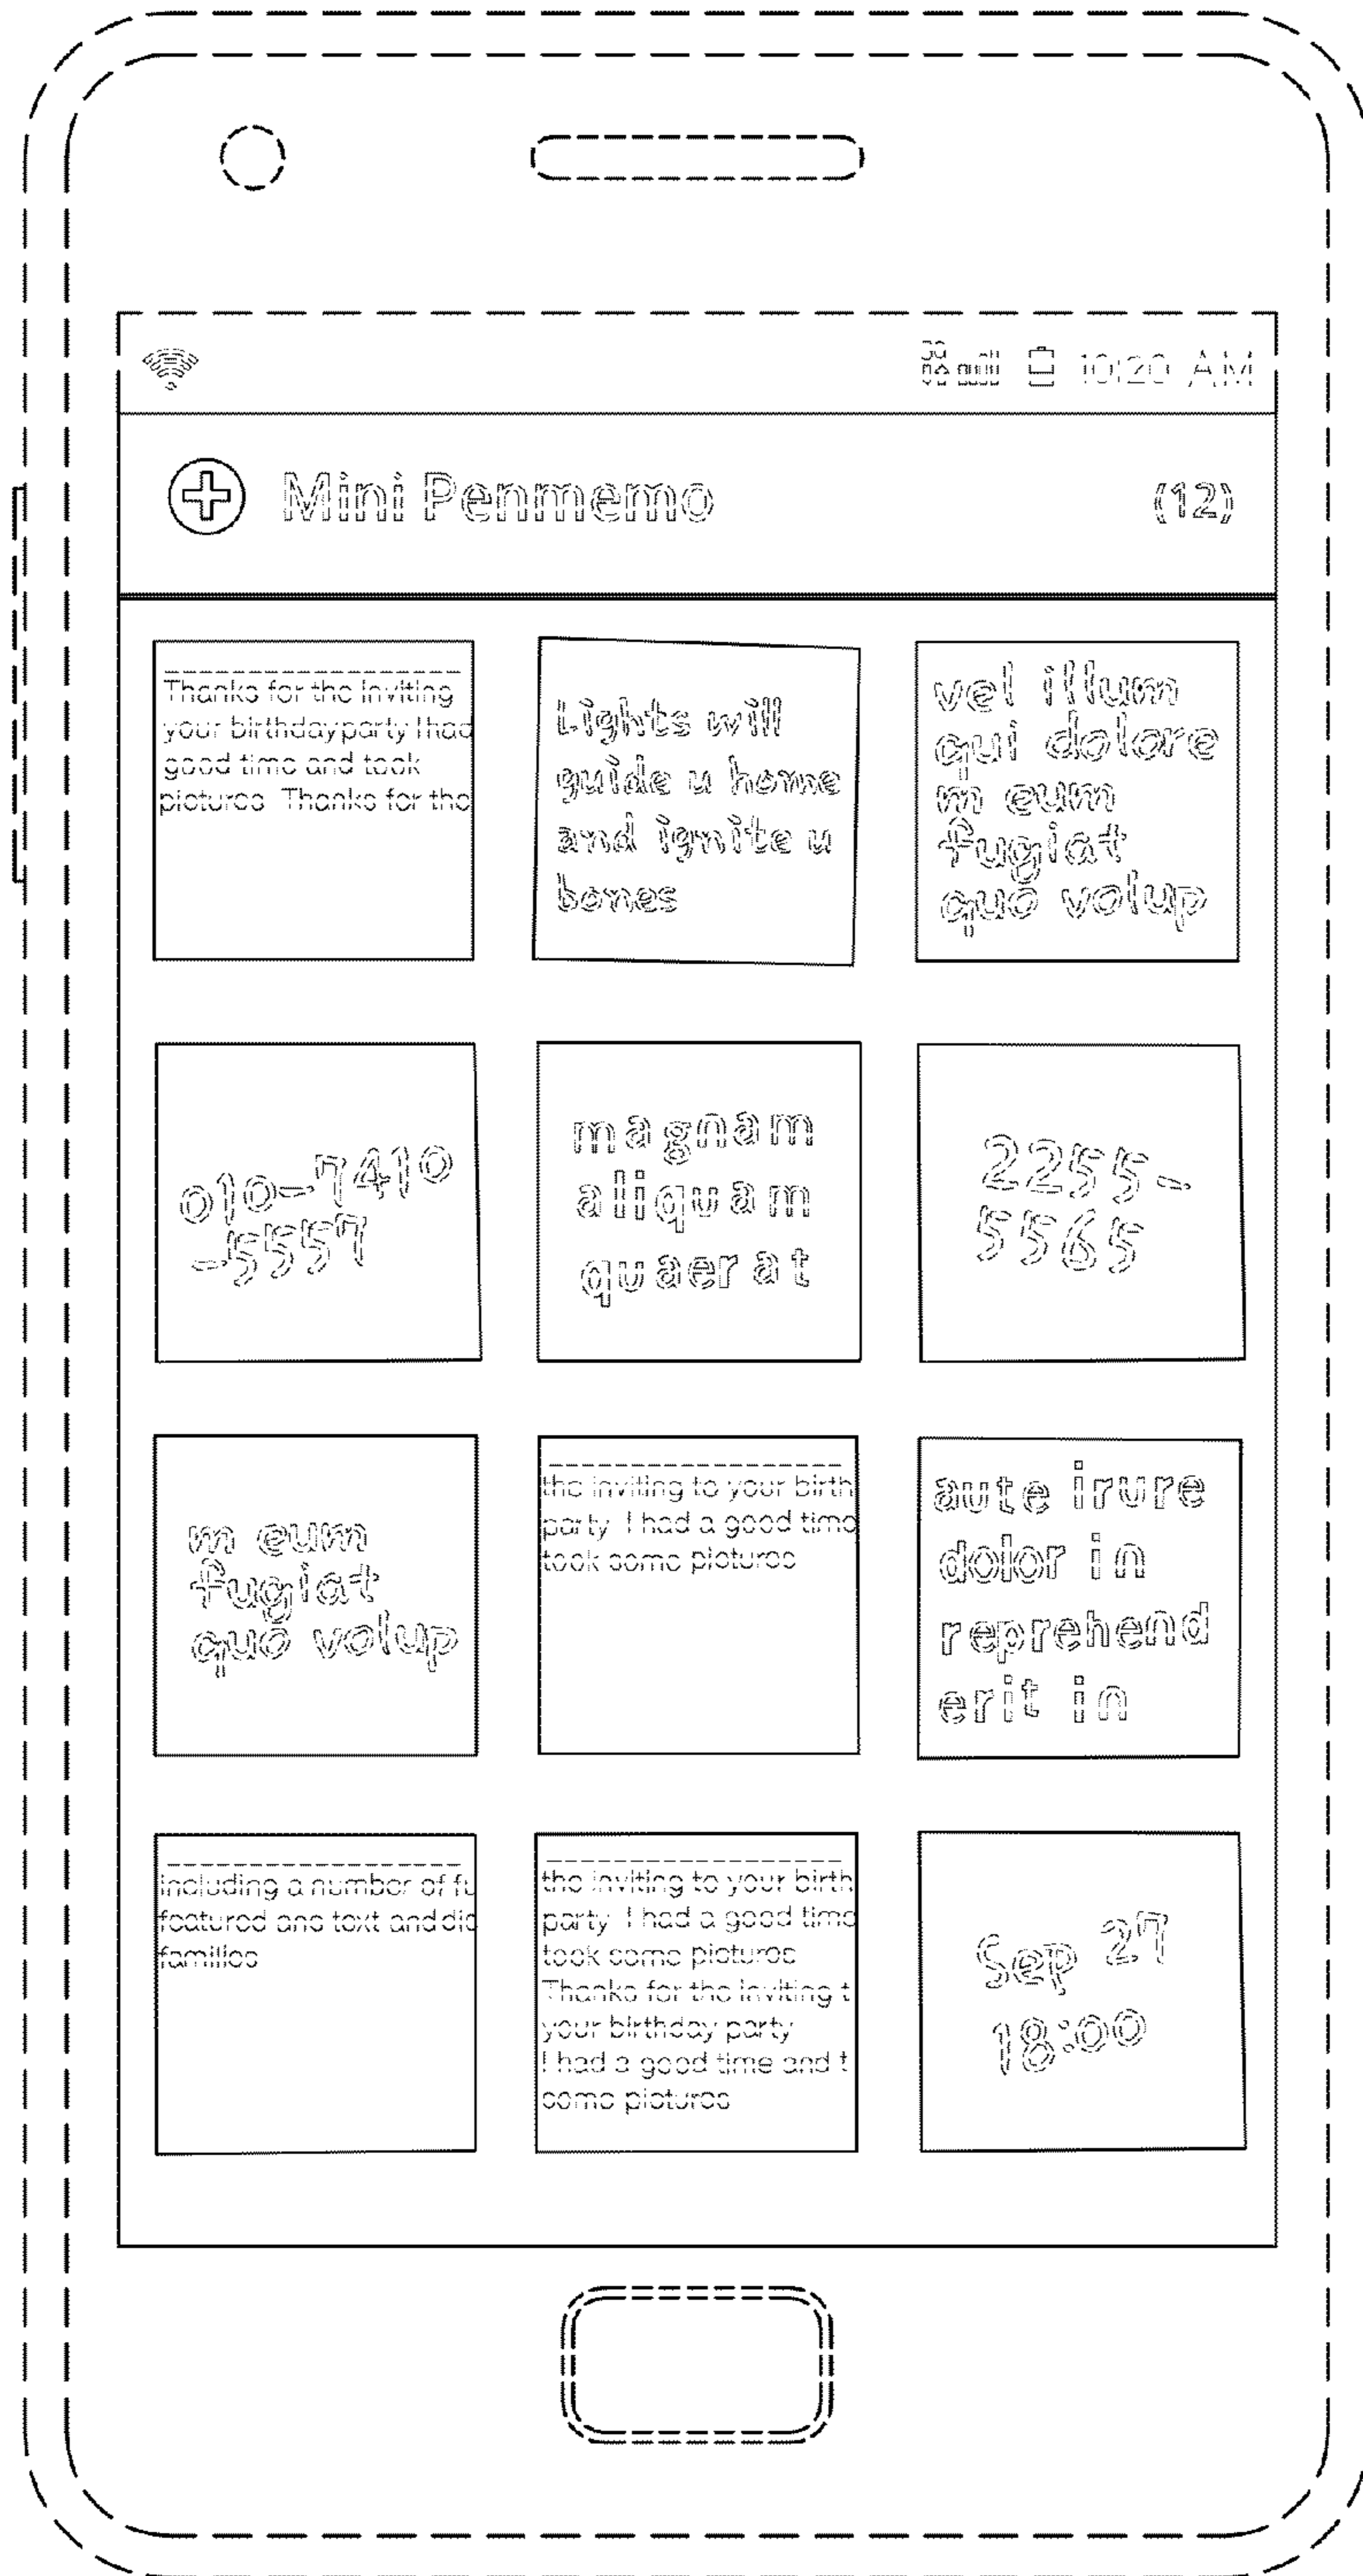 3G 10:20 AM
Mini Penmemo (12)
Thanks for the inviting
your birthdayparty I had
good time and took
pictures Thanks for the
Lights will
guide u home
and ignite u
bones
vel illum
qui dolore
m eum
fugiat
quo volup
010-7410
-5557
magnam
aliquam
quaerat
2255-
5565
m eum
fugiat
quo volup
the inviting to your birth
party I had a good time
took some pictures
aute irure
dolor in
reprehend
erit in
including a number of fu
featured ans text and dis
families
the inviting to your birth
party I had a good time
took some pictures
Thanks for the inviting t
your birthday party
I had a good time and t
some pictures
Sep 27
18:00